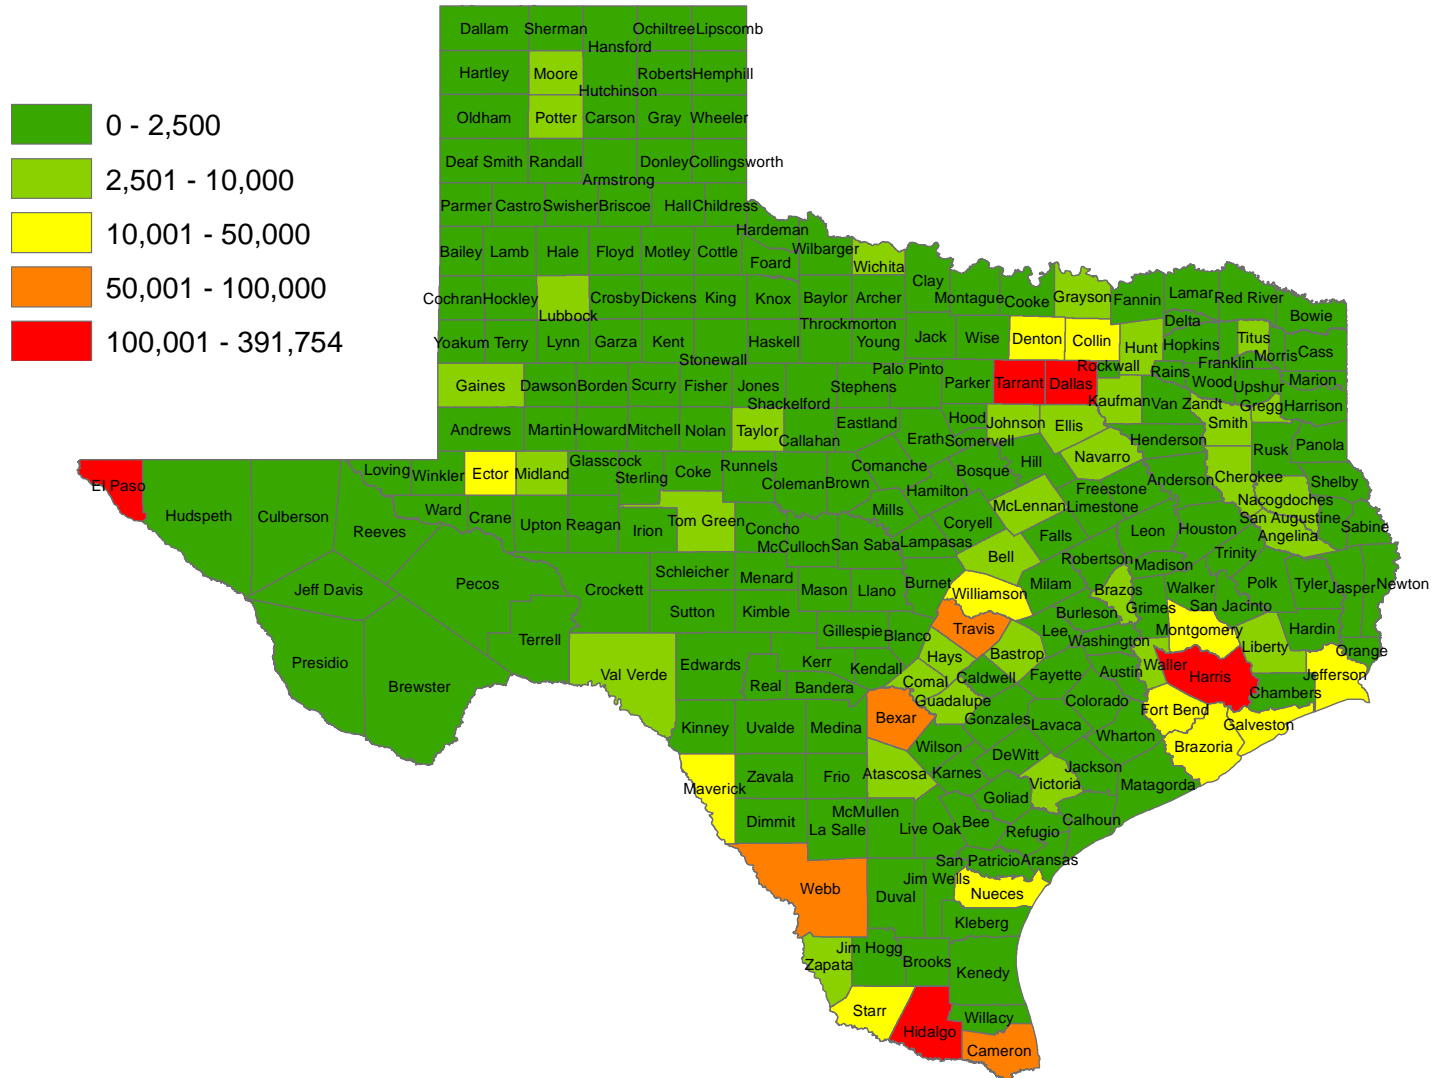 0 - 2,500
2,501 - 10,000
10,001 - 50,000
50,001 - 100,000
100,001 - 391,754
Dallam Sherman Ochiltree Lipscomb
Hansford
Hartley Moore Roberts Hemphill
Hutchinson
Oldham Potter Carson Gray Wheeler
Deaf Smith Randall Donley Collingsworth
Armstrong
Parmer Castro Swisher Briscoe Hall Childress
Hardeman
Bailey Lamb Hale Floyd Motley Cottle Foard Wilbarger Wichita
Clay
Cochran Hockley Lubbock Crosby Dickens King Knox Baylor Archer Montague Cooke Grayson Fannin Lamar Red River Bowie
Throckmorton Delta
Yoakum Terry Lynn Garza Kent Haskell Young Jack Wise Denton Collin Hunt Hopkins Titus
Stonewall Palo Pinto Rockwall Rains Franklin Morris Cass
Gaines Dawson Borden Scurry Fisher Jones Stephens Parker Tarrant Dallas Wood Upshur Marion
Shackelford Kaufman Van Zandt Gregg Harrison
Andrews Martin Howard Mitchell Nolan Taylor Callahan Eastland Hood Johnson Ellis Smith
Erath Somervell Henderson Rusk Panola
Loving Winkler Ector Midland Glasscock Sterling Coke Runnels Coleman Brown Comanche Bosque Hill Navarro Anderson Cherokee Shelby
El Paso Hudspeth Culberson Reeves Ward Crane Upton Reagan Irion Tom Green Concho Mills Hamilton McLennan Limestone Freestone Nacogdoches
San Augustine Sabine
McCulloch San Saba Lampasas Coryell Falls Leon Houston Angelina
Jeff Davis Pecos Crockett Schleicher Menard Mason Llano Burnet Bell Milam Robertson Madison Trinity
Sutton Kimble Williamson Brazos Walker Polk Tyler Jasper Newton
Presidio Brewster Terrell Gillespie Blanco Travis Lee Burleson Grimes San Jacinto
Washington Montgomery Hardin
Val Verde Edwards Kerr Kendall Hays Bastrop Liberty Orange
Real Bandera Comal Caldwell Fayette Austin Waller Harris Jefferson
Guadalupe Colorado Chambers
Kinney Uvalde Medina Bexar Gonzales Lavaca Fort Bend Galveston
Wilson DeWitt Wharton Brazoria
Maverick Zavala Frio Atascosa Karnes Victoria Jackson Matagorda
Goliad
Dimmit McMullen
La Salle Live Oak Bee Refugio Calhoun
San Patricio Aransas
Webb Duval Jim Wells Nueces
Kleberg
Zapata Jim Hogg Brooks Kenedy
Starr Hidalgo Willacy
Cameron